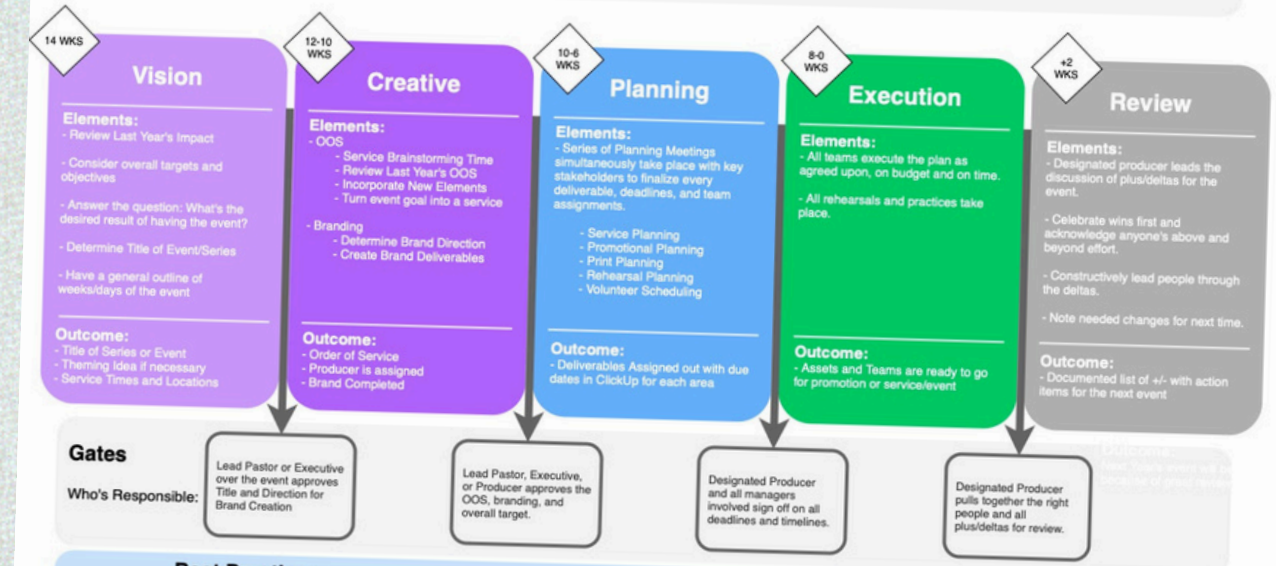 14 WKS
Vision
Elements:
- Review Last Year's Impact
- Consider overall targets and
objectives
- Answer the question: What's the
desired result of having the event?
- Determine Title of Event/Series
- Have a general outline of
weeks/days of the event
Outcome:
- Title of Series or Event
- Theming Idea if necessary
- Service Times and Locations
12-10
WKS
Creative
Elements:
- OOS
- Service Brainstorming Time
- Review Last Year's OOS
- Incorporate New Elements
- Turn event goal into a service
- Branding
- Determine Brand Direction
- Create Brand Deliverables
Outcome:
- Order of Service
- Producer is assigned
- Brand Completed
10-6
WKS
Planning
Elements:
- Series of Planning Meetings
simultaneously take place with key
stakeholders to finalize every
deliverable, deadlines, and team
assignments.
- Service Planning
- Promotional Planning
- Print Planning
- Rehearsal Planning
- Volunteer Scheduling
Outcome:
- Deliverables Assigned out with due
dates in ClickUp for each area
8-0
WKS
Execution
Elements:
- All teams execute the plan as
agreed upon, on budget and on time.
- All rehearsals and practices take
place.
Outcome:
- Assets and Teams are ready to go
for promotion or service/event
+2
WKS
Review
Elements:
- Designated producer leads the
discussion of plus/deltas for the
event.
- Celebrate wins first and
acknowledge anyone's above and
beyond effort.
- Constructively lead people through
the deltas.
- Note needed changes for next time.
Outcome:
- Documented list of +/- with action
items for the next event
Gates
Who's Responsible:
Lead Pastor or Executive
over the event approves
Title and Direction for
Brand Creation
Lead Pastor, Executive,
or Producer approves the
OOS, branding, and
overall target.
Designated Producer
and all managers
involved sign off on all
deadlines and timelines.
Designated Producer
pulls together the right
people and all
plus/deltas for review.
Outcome: